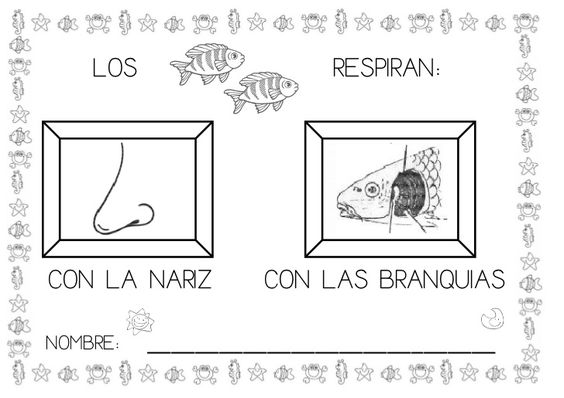 LOS RESPIRAN:
CON LA NARIZ CON LAS BRANQUIAS
NOMBRE: